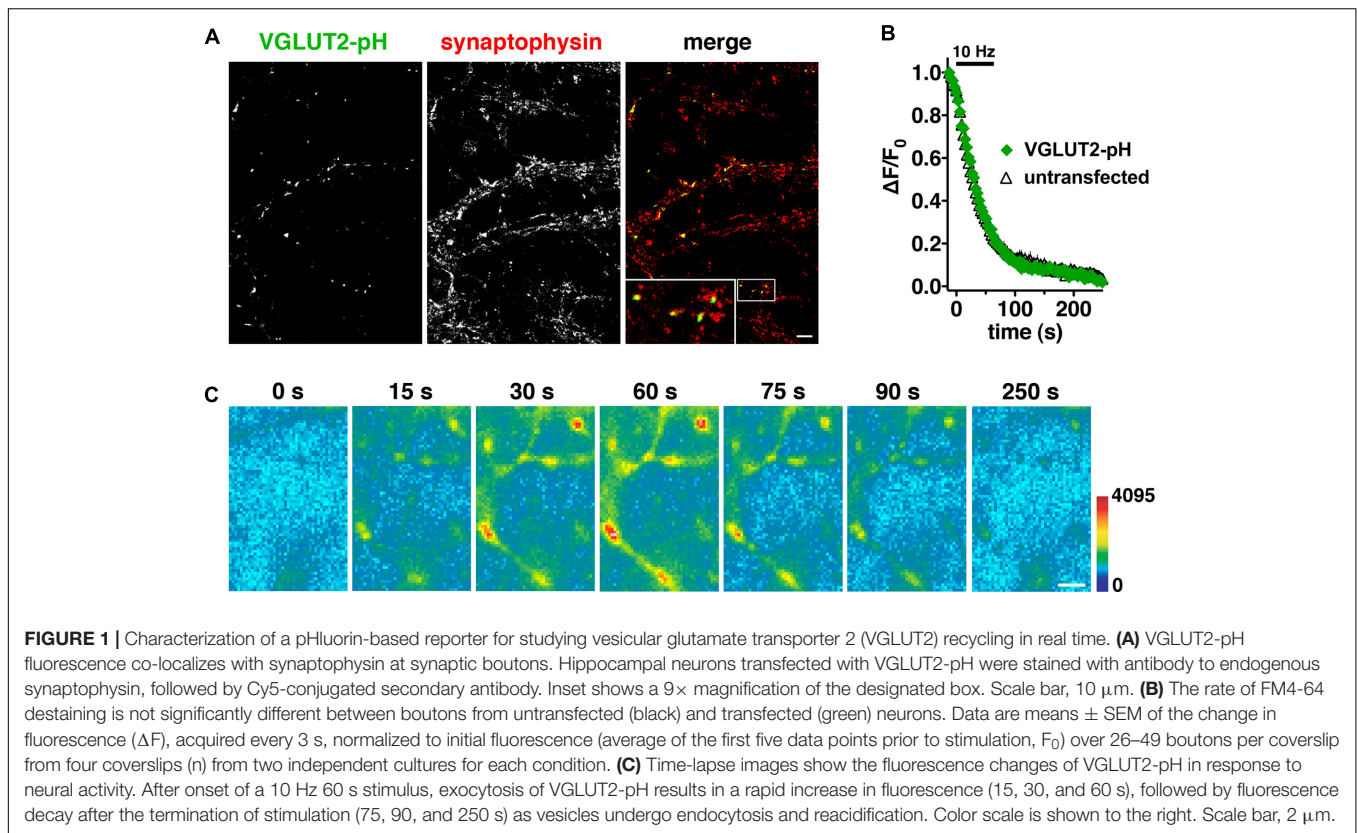 A
VGLUT2-pH synaptophysin merge
B
10 Hz
1.0
0.8
0.6
0.4
0.2
0.0
ΔF/F₀
VGLUT2-pH
untransfected
0 100 200
time (s)
C
0 s 15 s 30 s 60 s 75 s 90 s 250 s
4095
0
FIGURE 1 | Characterization of a pHluorin-based reporter for studying vesicular glutamate transporter 2 (VGLUT2) recycling in real time. (A) VGLUT2-pH
fluorescence co-localizes with synaptophysin at synaptic boutons. Hippocampal neurons transfected with VGLUT2-pH were stained with antibody to endogenous
synaptophysin, followed by Cy5-conjugated secondary antibody. Inset shows a 9× magnification of the designated box. Scale bar, 10 μm. (B) The rate of FM4-64
destaining is not significantly different between boutons from untransfected (black) and transfected (green) neurons. Data are means ± SEM of the change in
fluorescence (ΔF), acquired every 3 s, normalized to initial fluorescence (average of the first five data points prior to stimulation, F₀) over 26–49 boutons per coverslip
from four coverslips (n) from two independent cultures for each condition. (C) Time-lapse images show the fluorescence changes of VGLUT2-pH in response to
neural activity. After onset of a 10 Hz 60 s stimulus, exocytosis of VGLUT2-pH results in a rapid increase in fluorescence (15, 30, and 60 s), followed by fluorescence
decay after the termination of stimulation (75, 90, and 250 s) as vesicles undergo endocytosis and reacidification. Color scale is shown to the right. Scale bar, 2 μm.